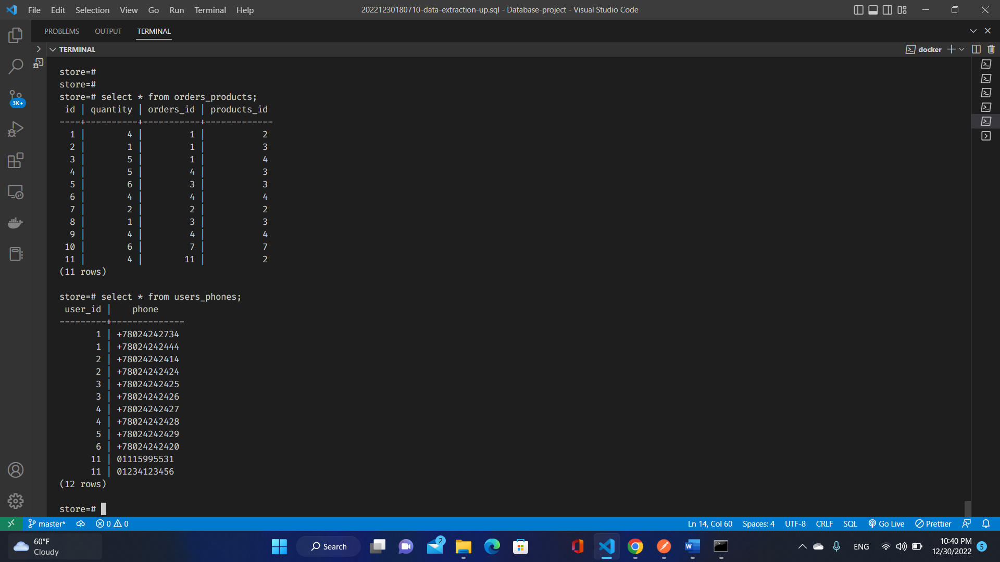 File Edit Selection View Go Run Terminal Help
20221230180710-data-extraction-up.sql - Database-project - Visual Studio Code
PROBLEMS OUTPUT TERMINAL
TERMINAL
docker
3K+
store=#
store=#
store=# select * from orders_products;
 id | quantity | orders_id | products_id
----+----------+-----------+-------------
  1 |        4 |         1 |           2
  2 |        1 |         1 |           3
  3 |        5 |         1 |           4
  4 |        5 |         4 |           3
  5 |        6 |         3 |           3
  6 |        4 |         4 |           4
  7 |        2 |         2 |           2
  8 |        1 |         3 |           3
  9 |        4 |         4 |           4
 10 |        6 |         7 |           7
 11 |        4 |        11 |           2
(11 rows)
store=# select * from users_phones;
 user_id |    phone
---------+--------------
       1 | +78024242734
       1 | +78024242444
       2 | +78024242414
       2 | +78024242424
       3 | +78024242425
       3 | +78024242426
       4 | +78024242427
       4 | +78024242428
       5 | +78024242429
       6 | +78024242420
      11 | 01115995531
      11 | 01234123456
(12 rows)
store=#
master* 0 0 Ln 14, Col 60 Spaces: 4 UTF-8 CRLF SQL Go Live Prettier
60°F
Cloudy
Search
2
ENG
10:40 PM
12/30/2022
5